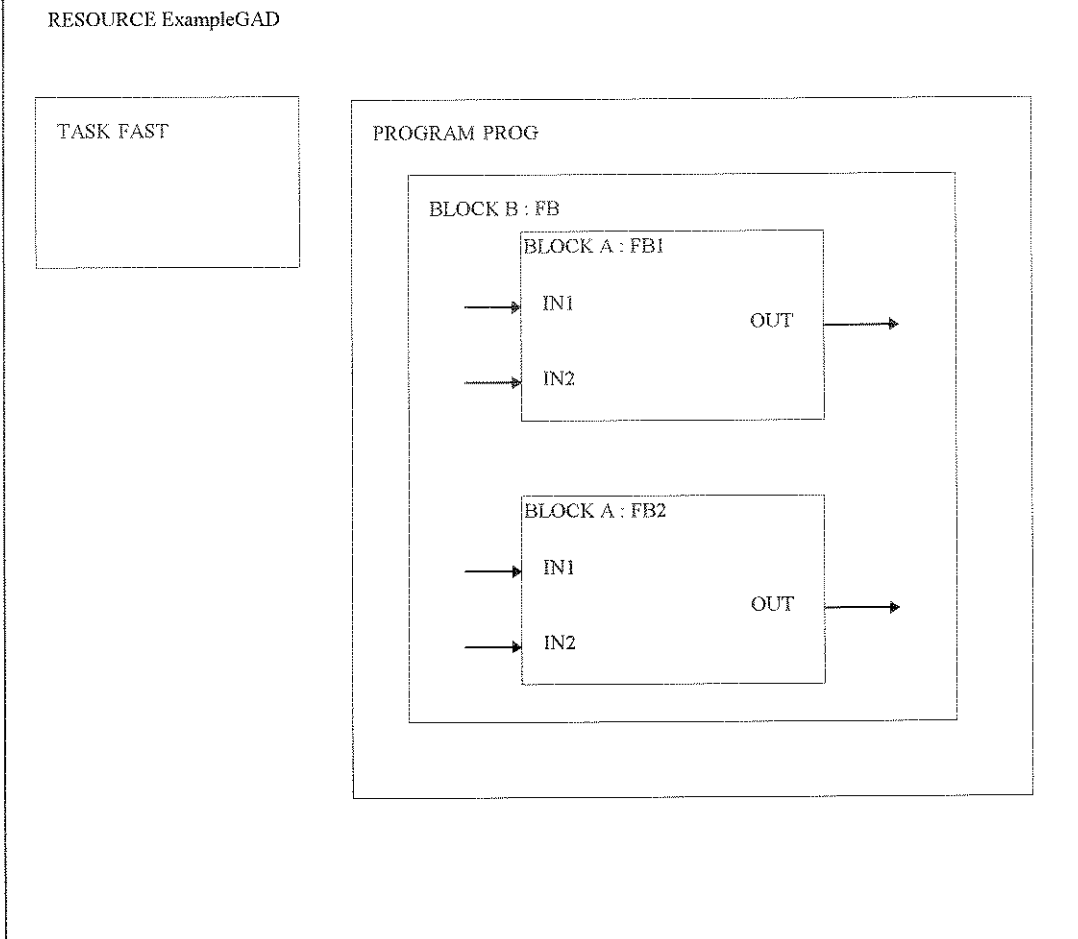 RESOURCE ExampleGAD
TASK FAST
PROGRAM PROG
BLOCK B : FB
BLOCK A : FB1
IN1
OUT
IN2
BLOCK A : FB2
IN1
OUT
IN2